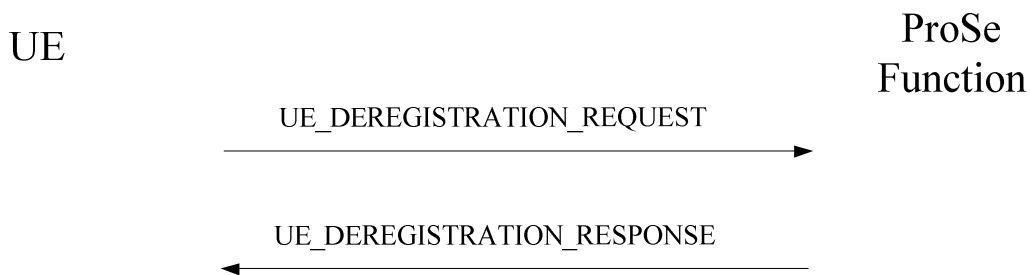 UE
ProSe
Function
UE_DEREGISTRATION_REQUEST
UE_DEREGISTRATION_RESPONSE